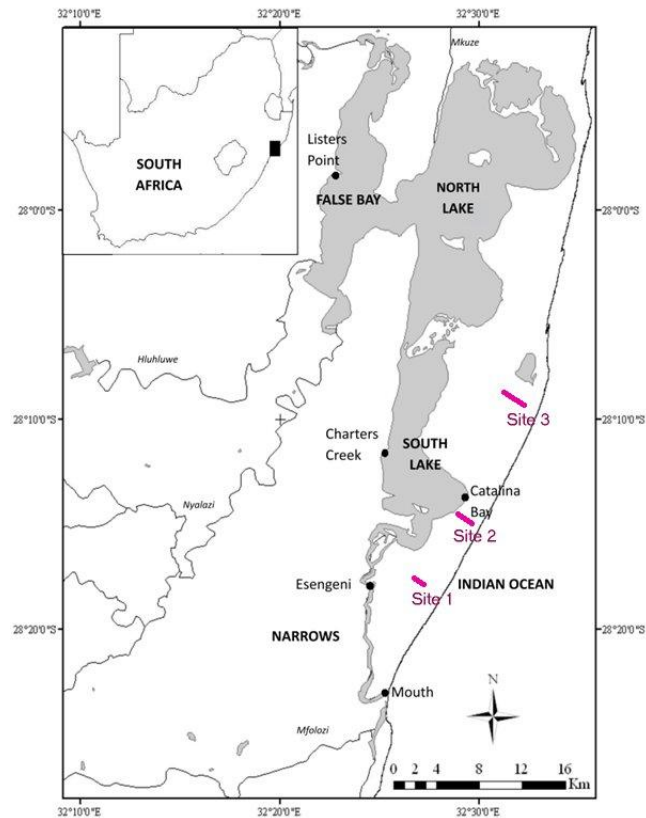 32°10'0"E
32°20'0"E
32°30'0"E
Mkuze
SOUTH
AFRICA
Listers
Point
FALSE BAY
NORTH
LAKE
28°0'0"S
28°0'0"S
Hluhluwe
Site 3
28°10'0"S
28°10'0"S
Charters
Creek
SOUTH
LAKE
Nyalazi
Catalina
Bay
Site 2
Esengeni
Site 1
INDIAN OCEAN
28°20'0"S
28°20'0"S
NARROWS
Mouth
N
Mfolozi
0 2 4 8 12 16
Km
32°10'0"E
32°20'0"E
32°30'0"E